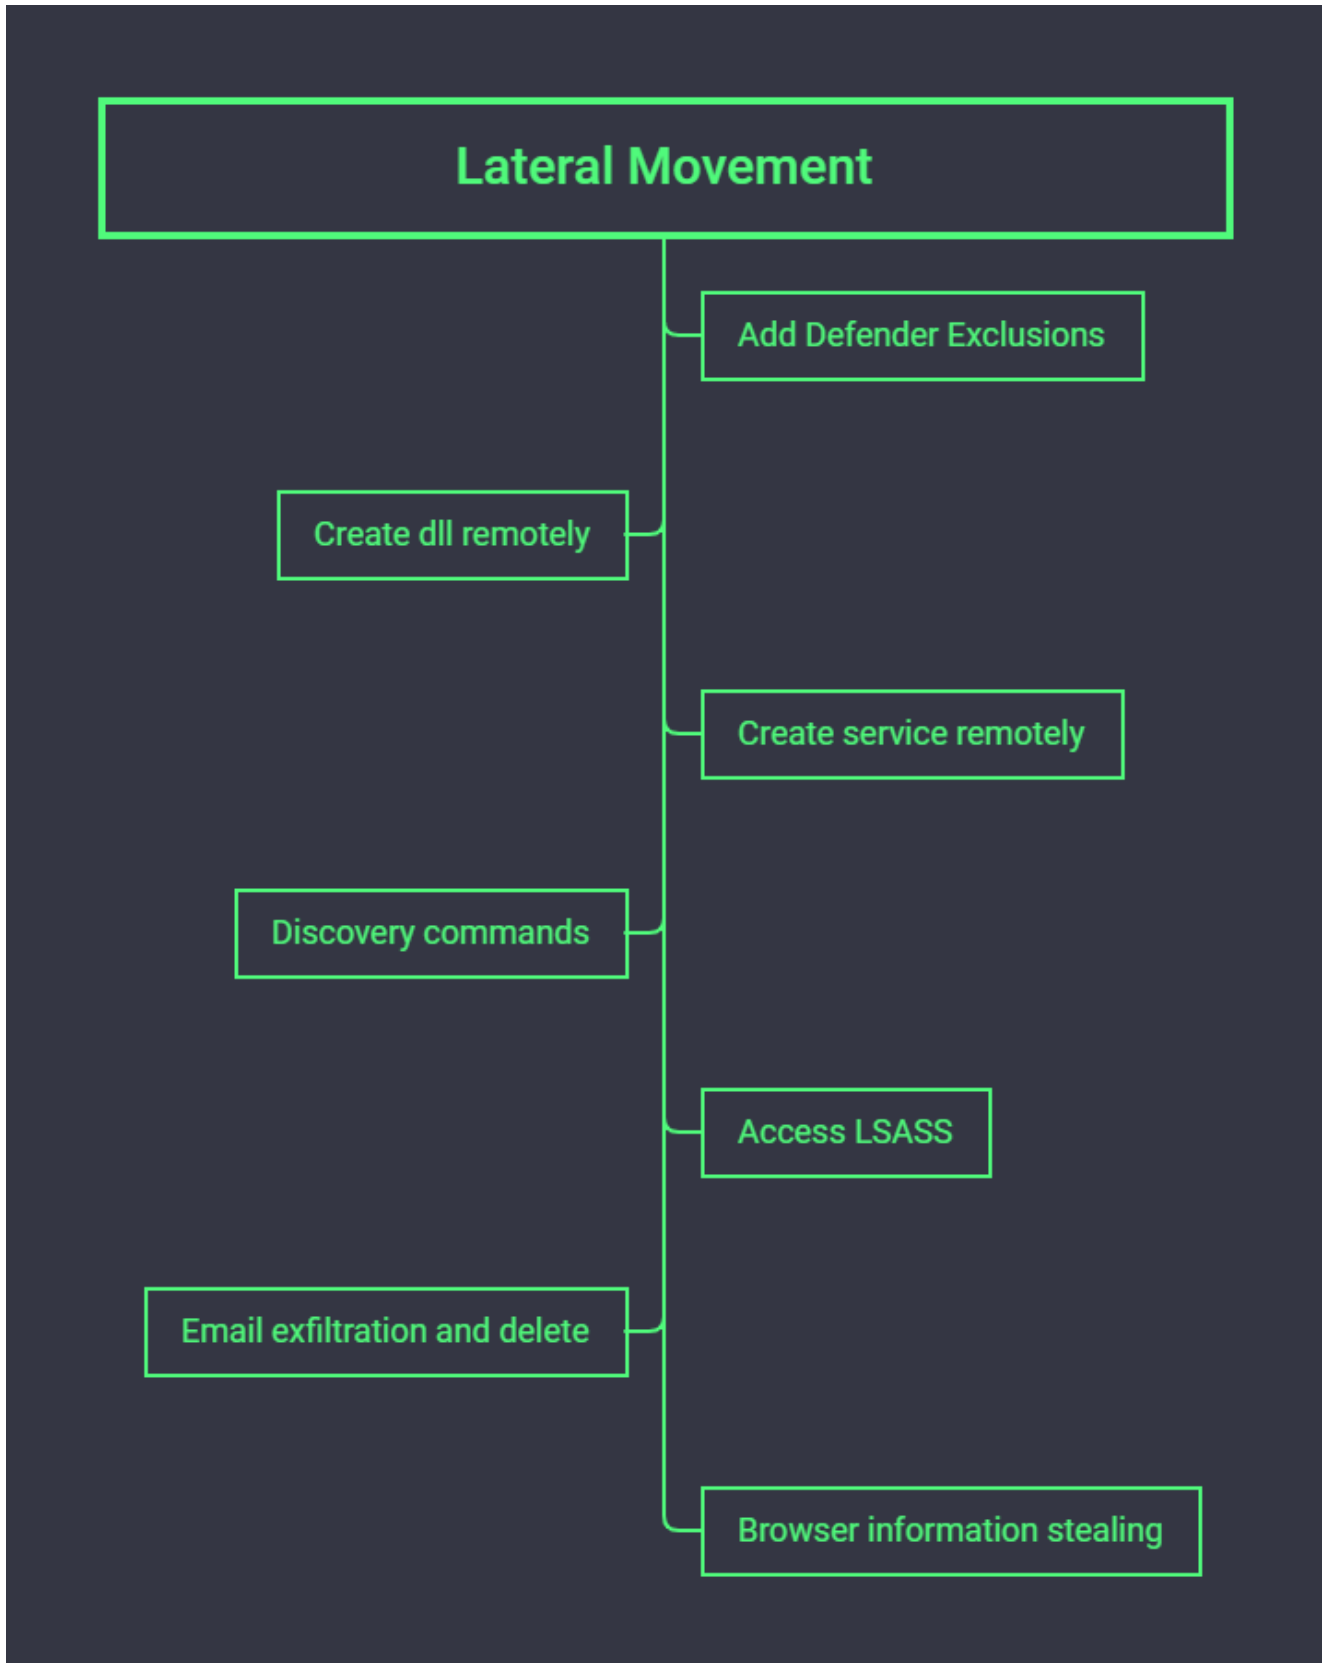 Lateral Movement
Add Defender Exclusions
Create dll remotely
Create service remotely
Discovery commands
Access LSASS
Email exfiltration and delete
Browser information stealing